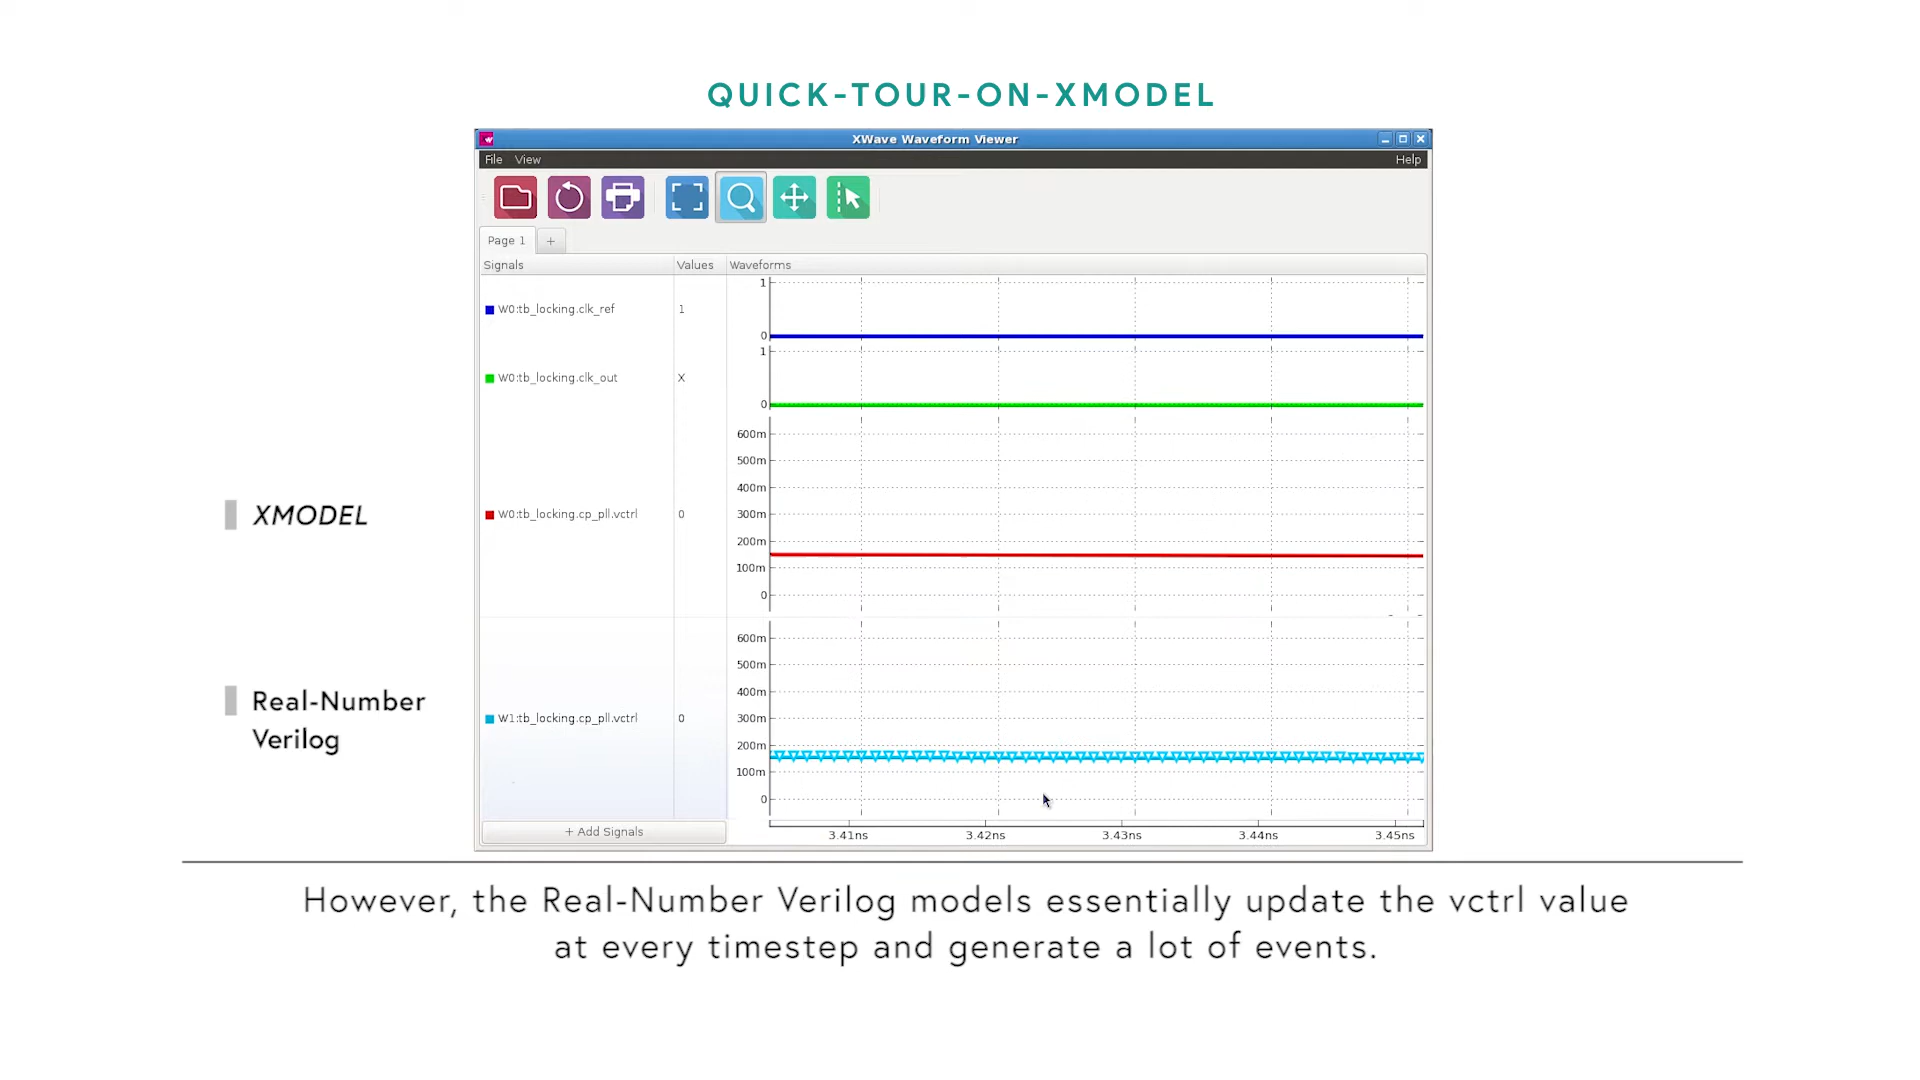 QUICK-TOUR-ON-XMODEL
XWave Waveform Viewer
File View Help
Page 1 +
Signals Values Waveforms
W0:tb_locking.clk_ref 1
1
0
W0:tb_locking.clk_out X
1
0
XMODEL
W0:tb_locking.cp_pll.vctrl 0
600m
500m
400m
300m
200m
100m
0
Real-Number
Verilog
W1:tb_locking.cp_pll.vctrl 0
600m
500m
400m
300m
200m
100m
0
+ Add Signals
3.41ns 3.42ns 3.43ns 3.44ns 3.45ns
However, the Real-Number Verilog models essentially update the vctrl value
at every timestep and generate a lot of events.